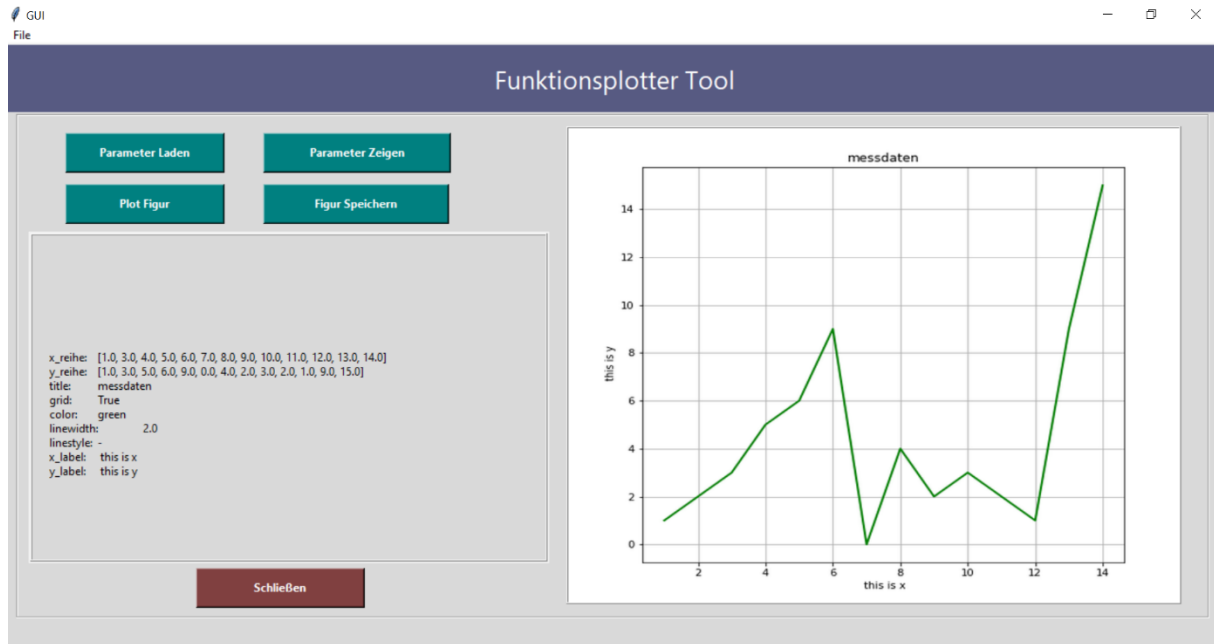 GUI
File
Funktionsplotter Tool
Parameter Laden
Parameter Zeigen
Plot Figur
Figur Speichern
x_reihe: [1.0, 3.0, 4.0, 5.0, 6.0, 7.0, 8.0, 9.0, 10.0, 11.0, 12.0, 13.0, 14.0]
y_reihe: [1.0, 3.0, 5.0, 6.0, 9.0, 0.0, 4.0, 2.0, 3.0, 2.0, 1.0, 9.0, 15.0]
title: messdaten
grid: True
color: green
linewidth: 2.0
linestyle: -
x_label: this is x
y_label: this is y
Schließen
messdaten
this is y
14
12
10
8
6
4
2
0
2 4 6 8 10 12 14
this is x